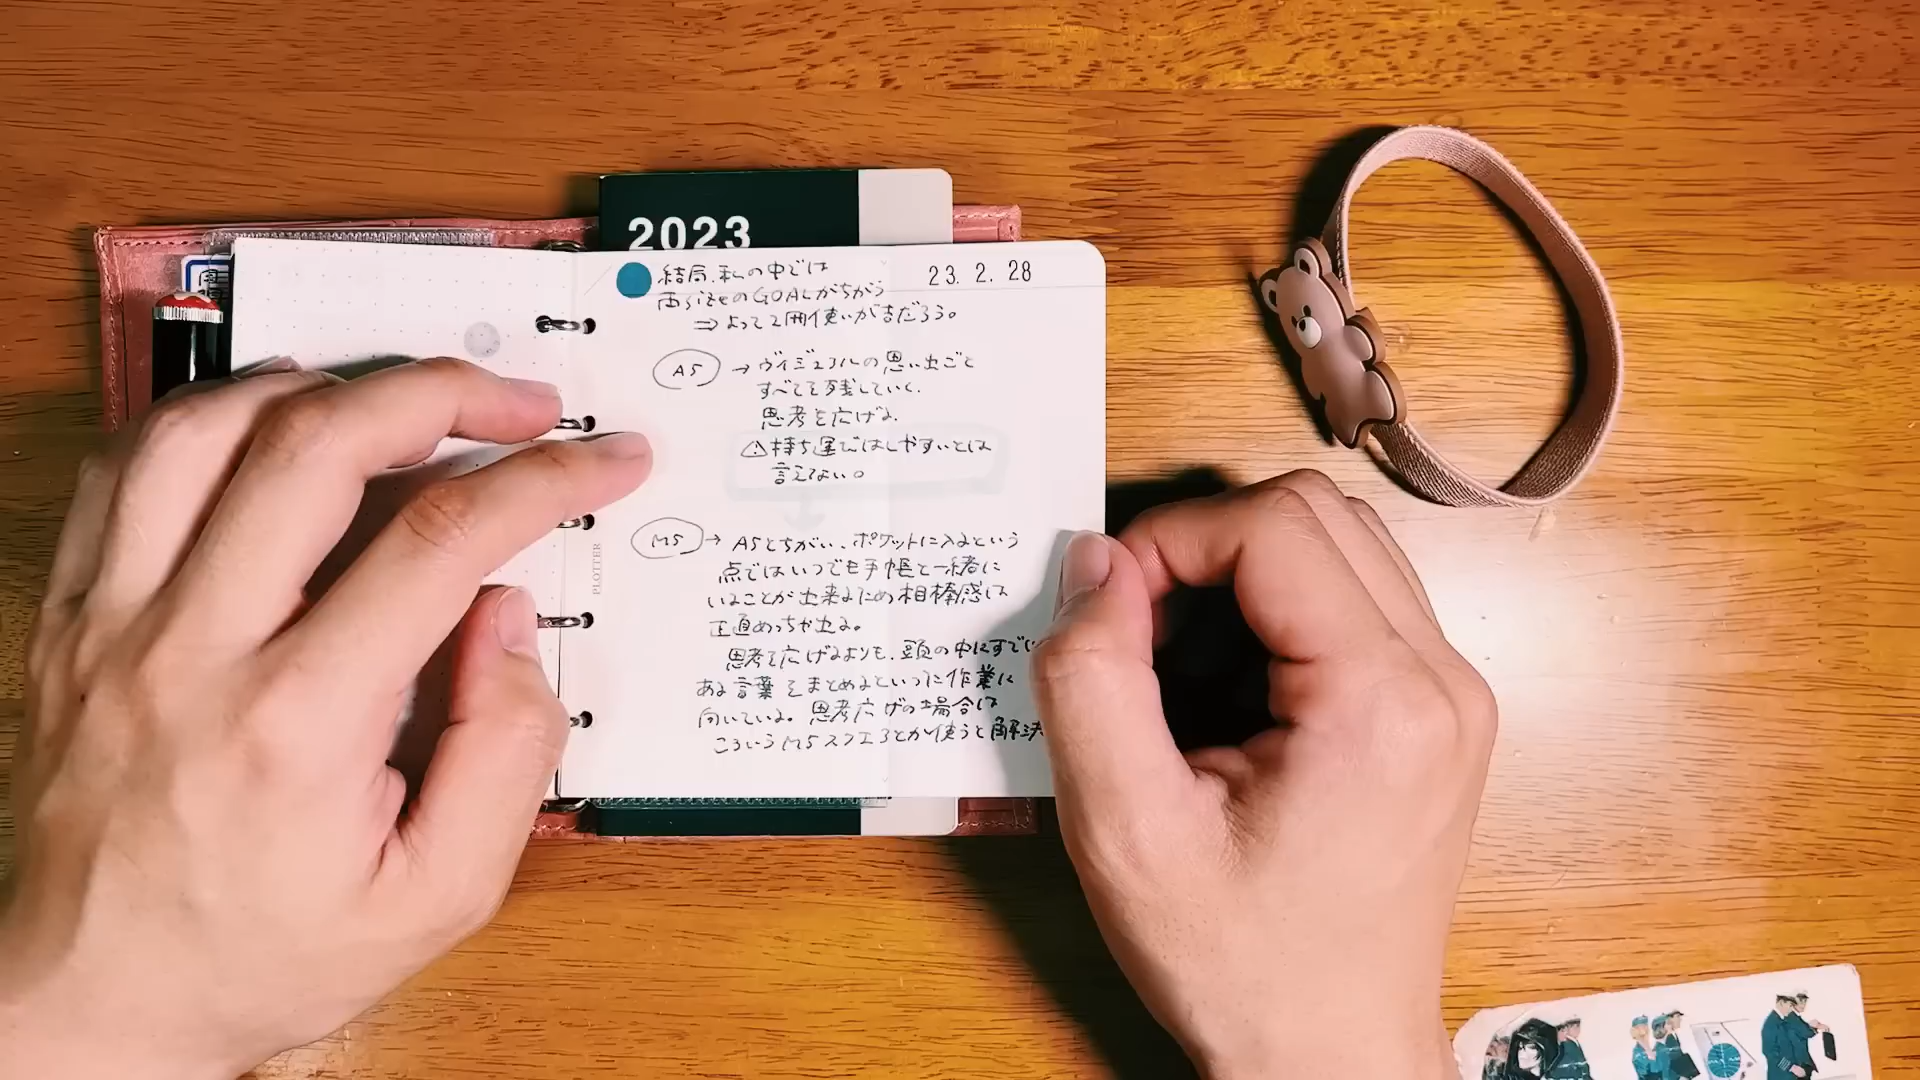 2023
23. 2. 28
結局、私の中では
両sizeのGOALがちがう
⇒よって2冊使いが吉だろう。
A5 → ヴィジュアルの思い出ごと
すべてを残していく.
思考を広げる.
⚠持ち運びはしやすいとは
言えない。
M5 → A5とちがい、ポケットに入るという
点ではいつでも手帳と一緒に
いることが出来るため相棒感は
正直めっちゃ出る。
思考を広げるよりも、頭の中にすでに
ある言葉をまとめるといった作業に
向いている。思考広げの場合は
こういうM5スクエアとか使うと解決
PLOTTER